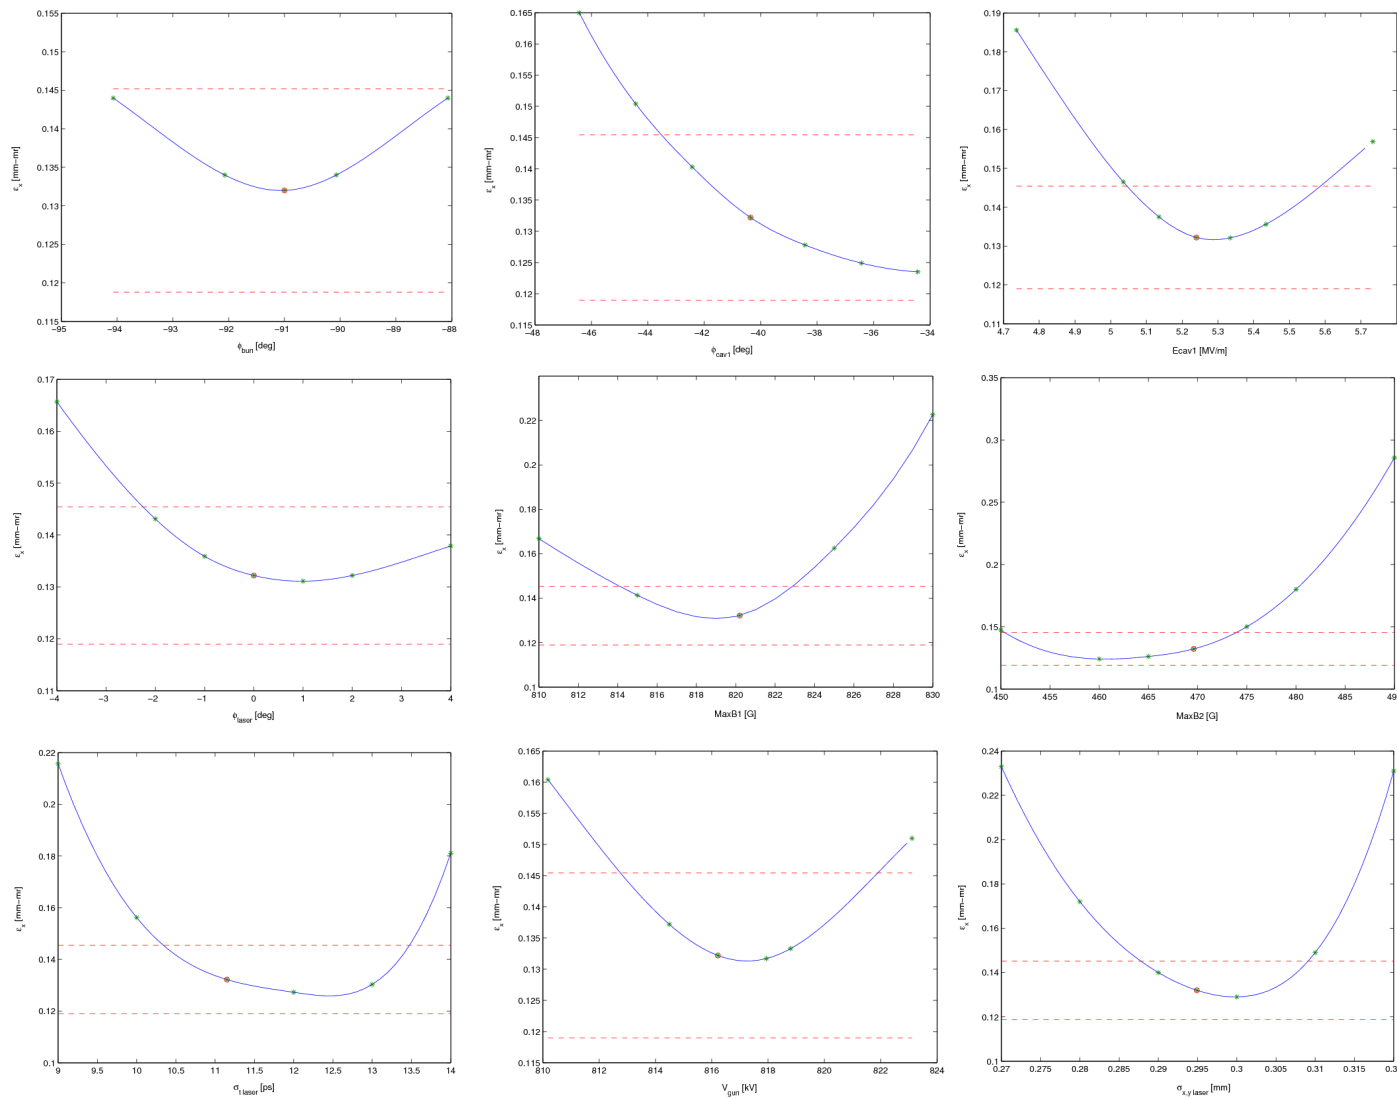 0.155
0.15
0.145
0.14
0.135
0.13
0.125
0.12
0.115
εx [mm−mr]
−95 −94 −93 −92 −91 −90 −89 −88
ϕbun [deg]
0.165
0.16
0.155
0.15
0.145
0.14
0.135
0.13
0.125
0.12
0.115
εx [mm−mr]
−48 −46 −44 −42 −40 −38 −36 −34
ϕcav1 [deg]
0.19
0.18
0.17
0.16
0.15
0.14
0.13
0.12
0.11
εx [mm−mr]
4.7 4.8 4.9 5 5.1 5.2 5.3 5.4 5.5 5.6 5.7
Ecav1 [MV/m]
0.17
0.16
0.15
0.14
0.13
0.12
0.11
εx [mm−mr]
−4 −3 −2 −1 0 1 2 3 4
ϕlaser [deg]
0.22
0.2
0.18
0.16
0.14
0.12
0.1
εx [mm−mr]
810 812 814 816 818 820 822 824 826 828 830
MaxB1 [G]
0.35
0.3
0.25
0.2
0.15
0.1
εx [mm−mr]
450 455 460 465 470 475 480 485 490
MaxB2 [G]
0.22
0.2
0.18
0.16
0.14
0.12
0.1
εx [mm−mr]
9 9.5 10 10.5 11 11.5 12 12.5 13 13.5 14
σt laser [ps]
0.165
0.16
0.155
0.15
0.145
0.14
0.135
0.13
0.125
0.12
0.115
εx [mm−mr]
810 812 814 816 818 820 822 824
Vgun [kV]
0.24
0.22
0.2
0.18
0.16
0.14
0.12
0.1
εx [mm−mr]
0.27 0.275 0.28 0.285 0.29 0.295 0.3 0.305 0.31 0.315 0.3
σx,y laser [mm]